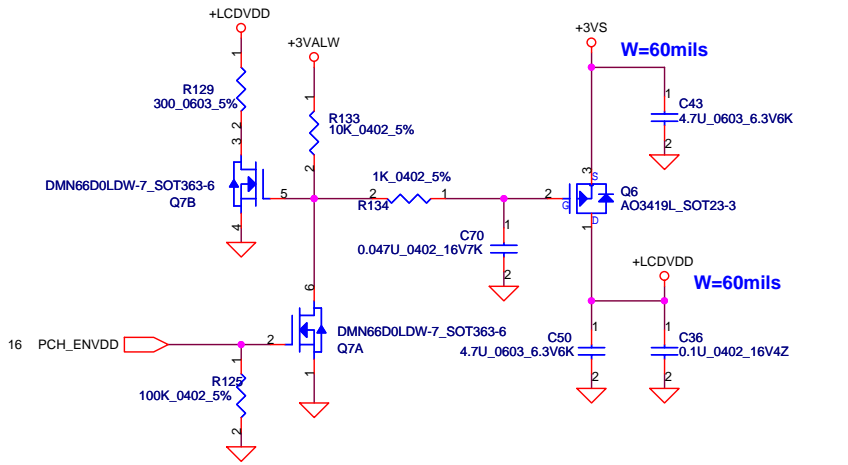 +LCDVDD
+3VALW
+3VS
W=60mils
1
R129
300_0603_5%
2
3
1
R133
10K_0402_5%
2
1
C43
4.7U_0603_6.3V6K
2
DMN66D0LDW-7_SOT363-6
Q7B
5
4
1K_0402_5%
2
1
R134
2
G
3
S
D
1
Q6
AO3419L_SOT23-3
1
C70
0.047U_0402_16V7K
2
+LCDVDD
W=60mils
6
16 PCH_ENVDD
2
DMN66D0LDW-7_SOT363-6
Q7A
1
1
C50
4.7U_0603_6.3V6K
2
1
C36
0.1U_0402_16V4Z
2
1
R125
100K_0402_5%
2